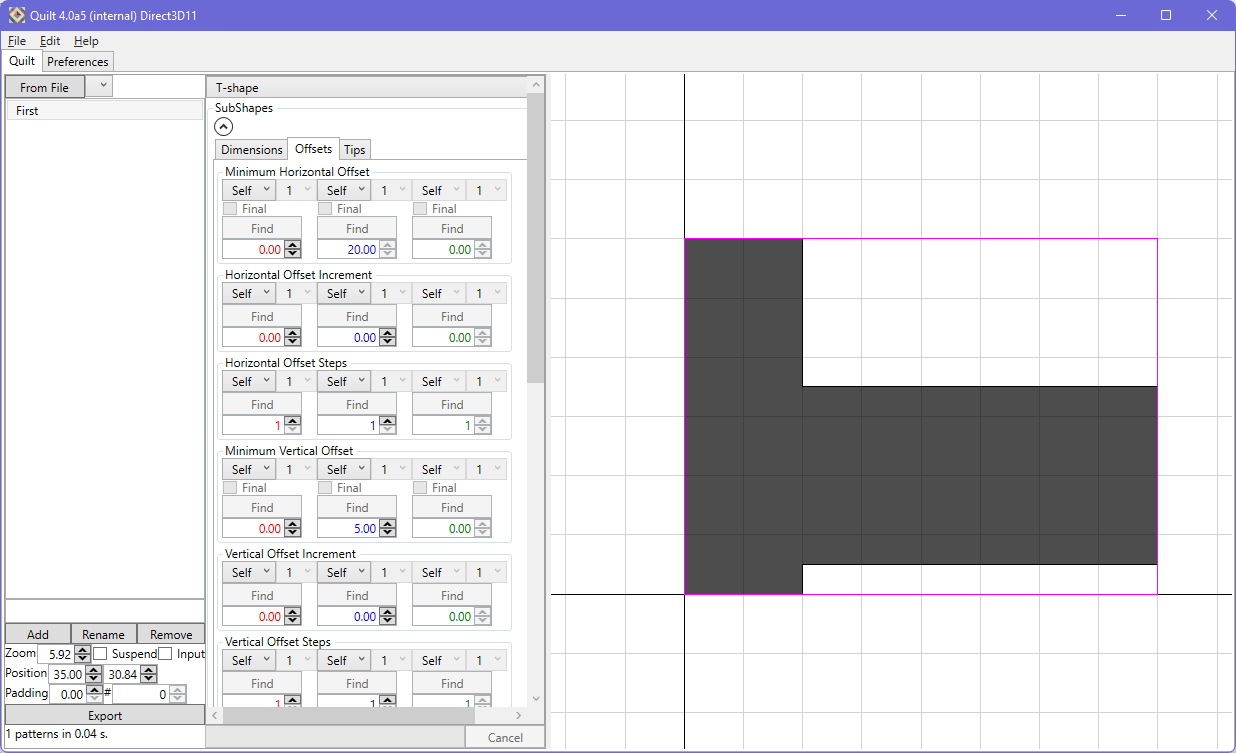 Quilt 4.0a5 (internal) Direct3D11
File Edit Help
Quilt Preferences
From File
First
T-shape
SubShapes
Dimensions Offsets Tips
Minimum Horizontal Offset
Self 1 Self 1 Self 1
Final Final Final
Find Find Find
0.00 20.00 0.00
Horizontal Offset Increment
Self 1 Self 1 Self 1
Find Find Find
0.00 0.00 0.00
Horizontal Offset Steps
Self 1 Self 1 Self 1
Find Find Find
1 1 1
Minimum Vertical Offset
Self 1 Self 1 Self 1
Final Final Final
Find Find Find
0.00 5.00 0.00
Vertical Offset Increment
Self 1 Self 1 Self 1
Find Find Find
0.00 0.00 0.00
Vertical Offset Steps
Self 1 Self 1 Self 1
Find Find Find
1 1 1
Cancel
Add Rename Remove
Zoom 5.92 Suspend Input
Position 35.00 30.84
Padding 0.00 # 0
Export
1 patterns in 0.04 s.